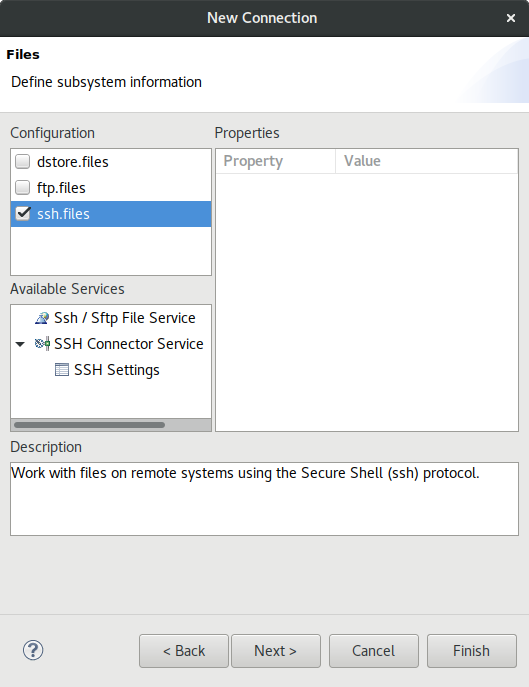 New Connection
Files
Define subsystem information
Configuration
Properties
dstore.files
ftp.files
ssh.files
Property
Value
Available Services
Ssh / Sftp File Service
SSH Connector Service
SSH Settings
Description
Work with files on remote systems using the Secure Shell (ssh) protocol.
?
< Back
Next >
Cancel
Finish